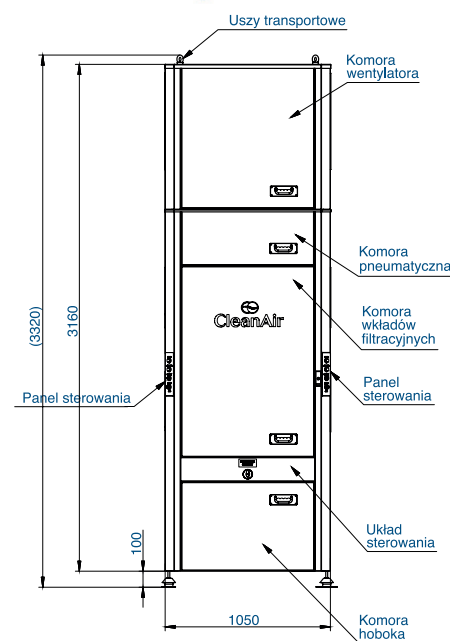 Uszy transportowe
Komora
wentylatora
Komora
pneumatyczna
CleanAir
Komora
wkładów
filtracyjnych
(3320)
3160
Panel sterowania
Panel
sterowania
Układ
sterowania
100
1050
Komora
hoboka